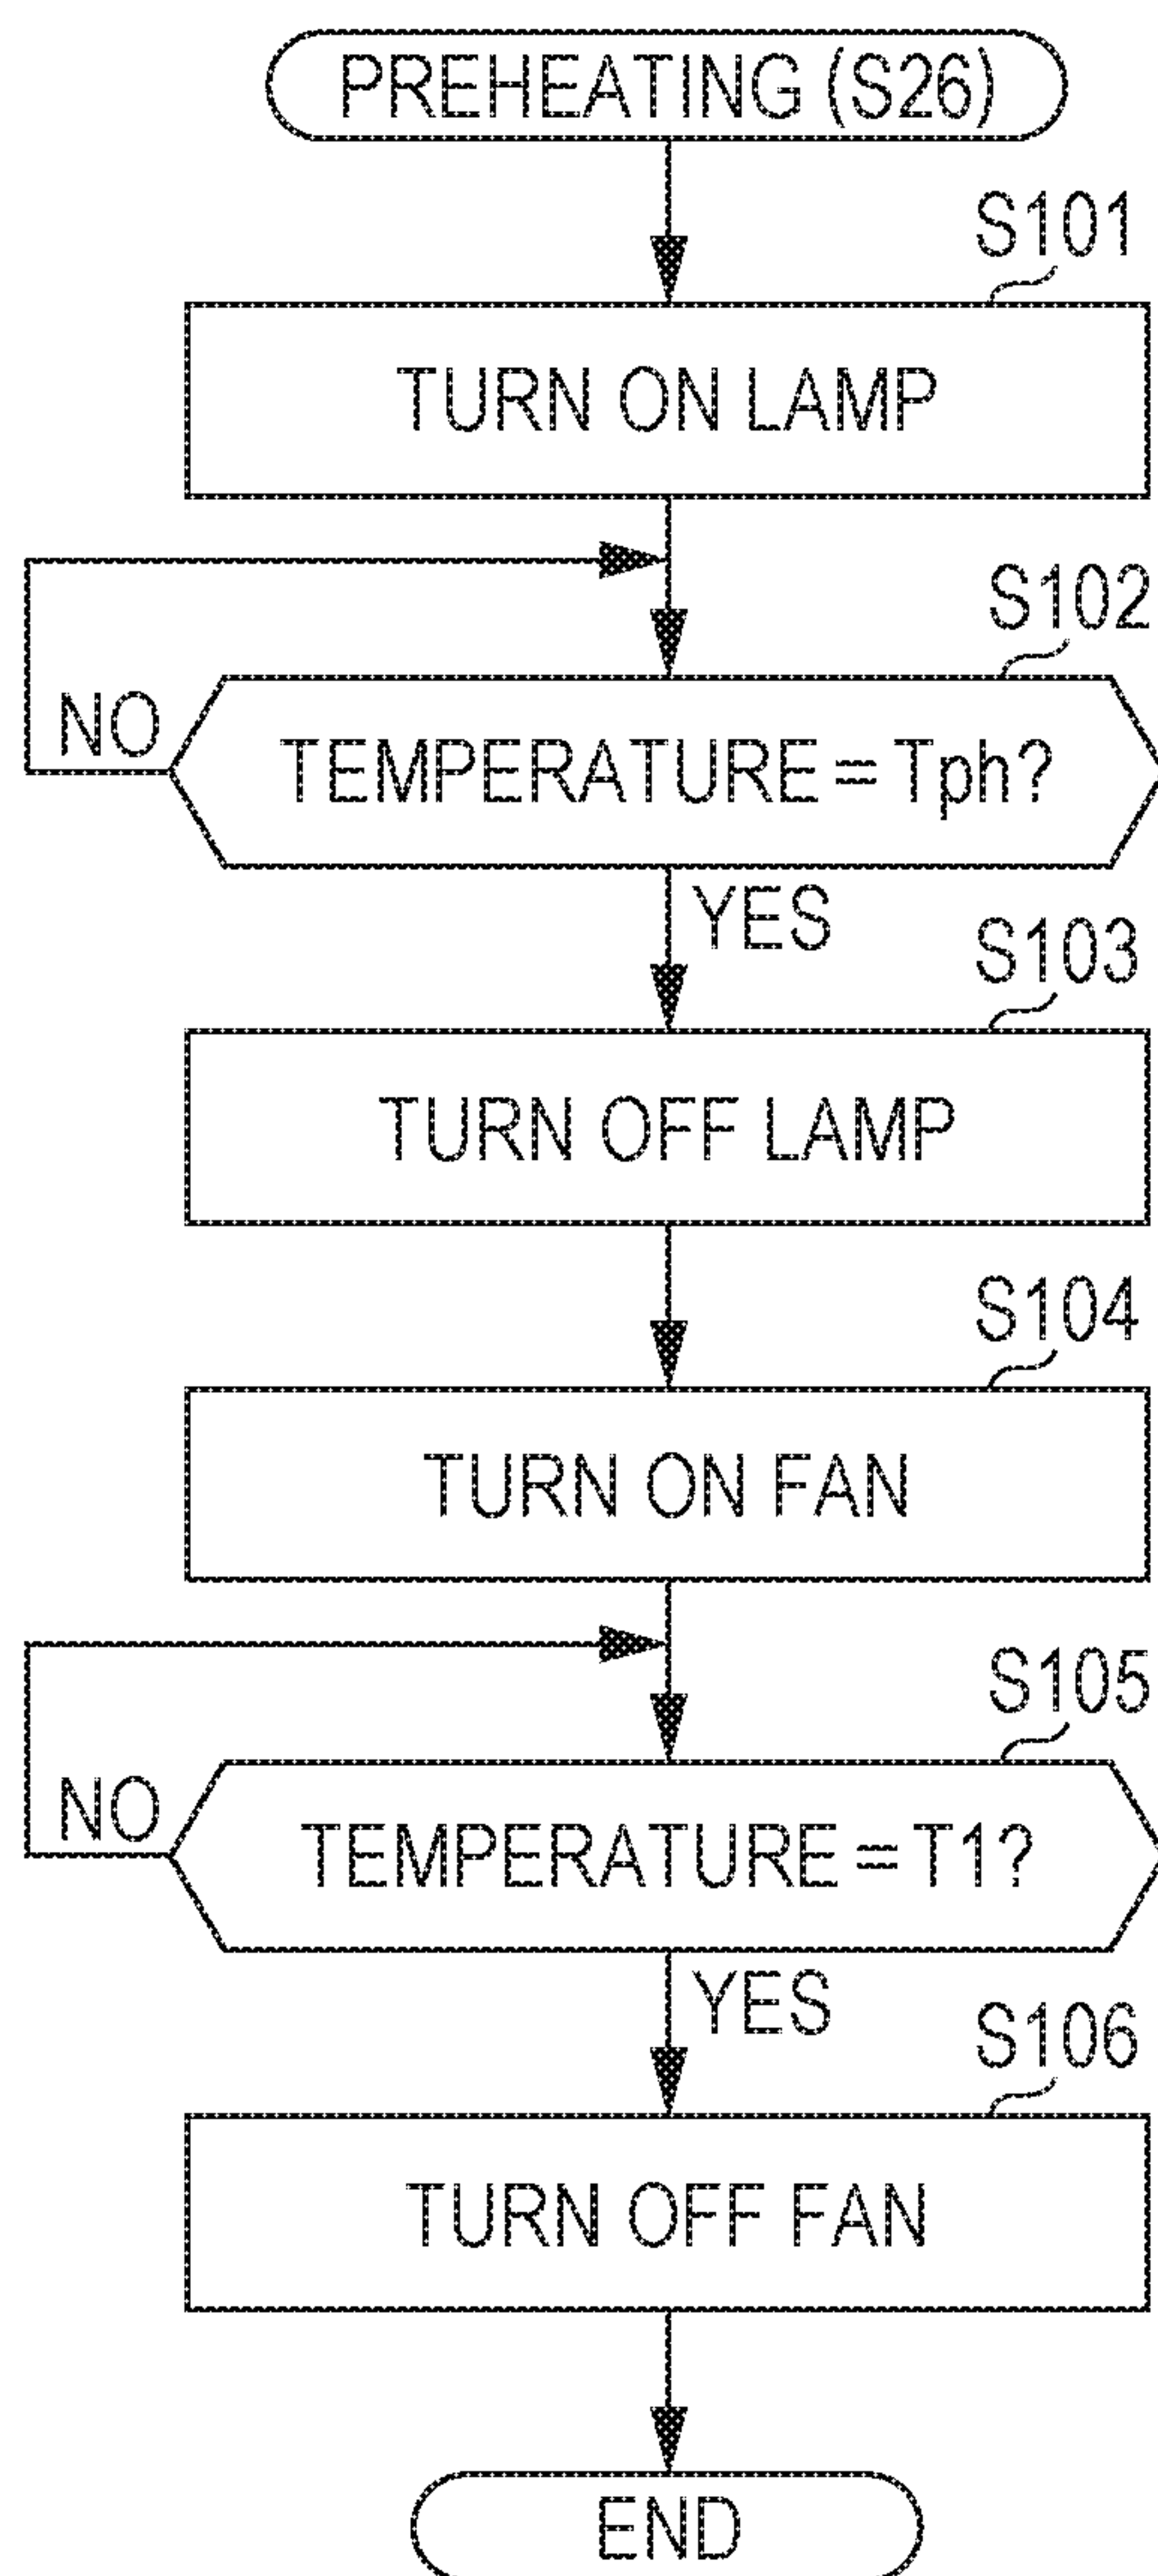 PREHEATING (S26)
S101
TURN ON LAMP
S102
NO
TEMPERATURE = Tph?
YES
S103
TURN OFF LAMP
S104
TURN ON FAN
S105
NO
TEMPERATURE = T1?
YES
S106
TURN OFF FAN
END